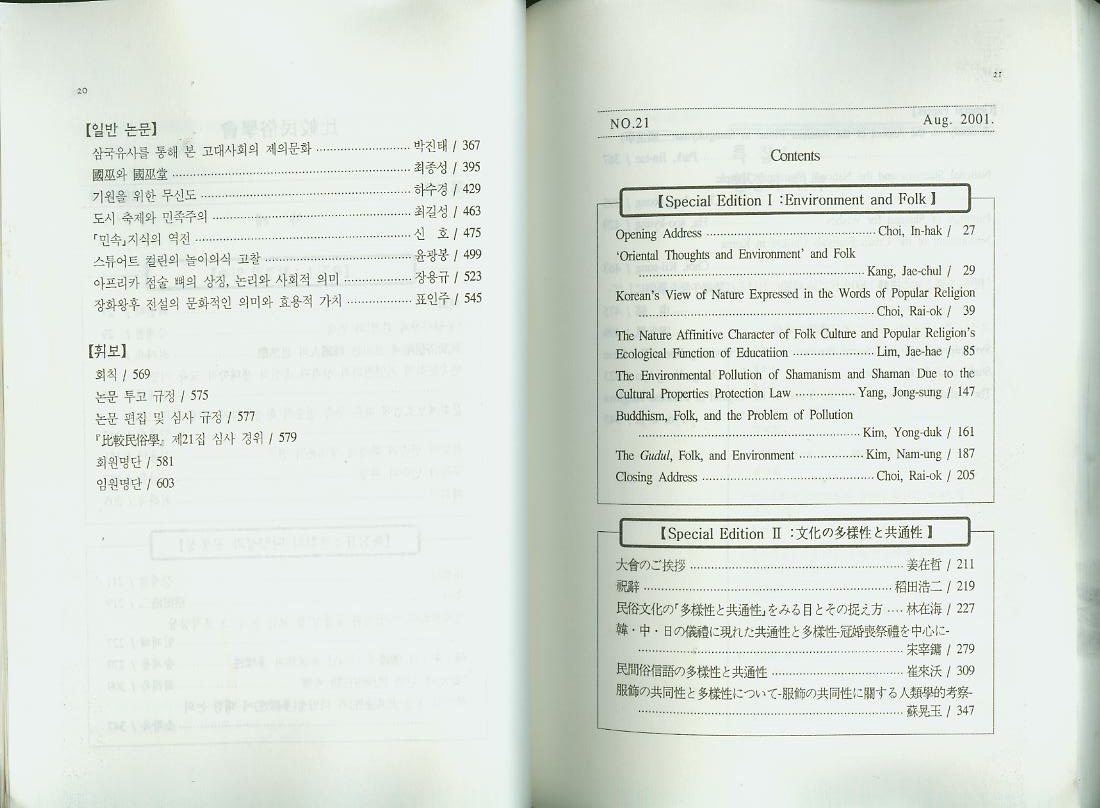 20
【일반 논문】
삼국유사를 통해 본 고대사회의 제의문화 ························ 박진태 / 367
國巫와 國巫堂 ························ 최종성 / 395
기원을 위한 무신도 ························ 하수경 / 429
도시 축제와 민족주의 ························ 최길성 / 463
「민속」지식의 역전 ························ 신 호 / 475
스튜어트 컬린의 놀이의식 고찰 ························ 윤광봉 / 499
아프리카 점술 뼈의 상징, 논리와 사회적 의미 ················ 장용규 / 523
장화왕후 전설의 문화적인 의미와 효용적 가치 ················ 표인주 / 545
【휘보】
회칙 / 569
논문 투고 규정 / 575
논문 편집 및 심사 규정 / 577
『比較民俗學』 제21집 심사 경위 / 579
회원명단 / 581
임원명단 / 603
21
NO.21 Aug. 2001.
Contents
【Special Edition Ⅰ :Environment and Folk 】
Opening Address ························ Choi, In-hak / 27
'Oriental Thoughts and Environment' and Folk
························ Kang, Jae-chul / 29
Korean's View of Nature Expressed in the Words of Popular Religion
························ Choi, Rai-ok / 39
The Nature Affinitive Character of Folk Culture and Popular Religion's
Ecological Function of Educatiion ···················· Lim, Jae-hae / 85
The Environmental Pollution of Shamanism and Shaman Due to the
Cultural Properties Protection Law ················ Yang, Jong-sung / 147
Buddhism, Folk, and the Problem of Pollution
························ Kim, Yong-duk / 161
The Gudul, Folk, and Environment ················ Kim, Nam-ung / 187
Closing Address ························ Choi, Rai-ok / 205
【Special Edition Ⅱ :文化の多樣性と共通性 】
大會のご挨拶 ························ 姜在哲 / 211
祝辭 ························ 稻田浩二 / 219
民俗文化の「多樣性と共通性」をみる目とその捉え方 ···· 林在海 / 227
韓・中・日の儀禮に現れた共通性と多樣性-冠婚喪祭禮を中心に-
························ 宋宰鏞 / 279
民間俗信語の多樣性と共通性 ························ 崔來沃 / 309
服飾の共同性と多樣性について-服飾の共同性に關する人類學的考察-
························ 蘇晃玉 / 347